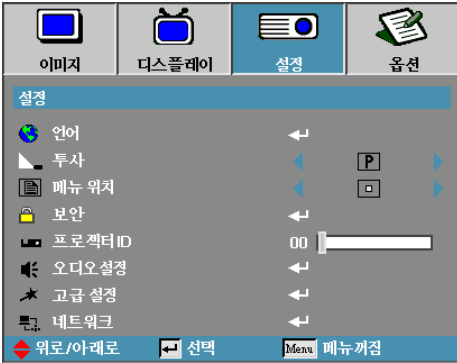 이미지 디스플레이 설정 옵션
설정
언어
투사 P
메뉴 위치
보안
프로젝터 ID 00
오디오설정
고급 설정
네트워크
위로/아래로 선택 Menu 메뉴꺼짐